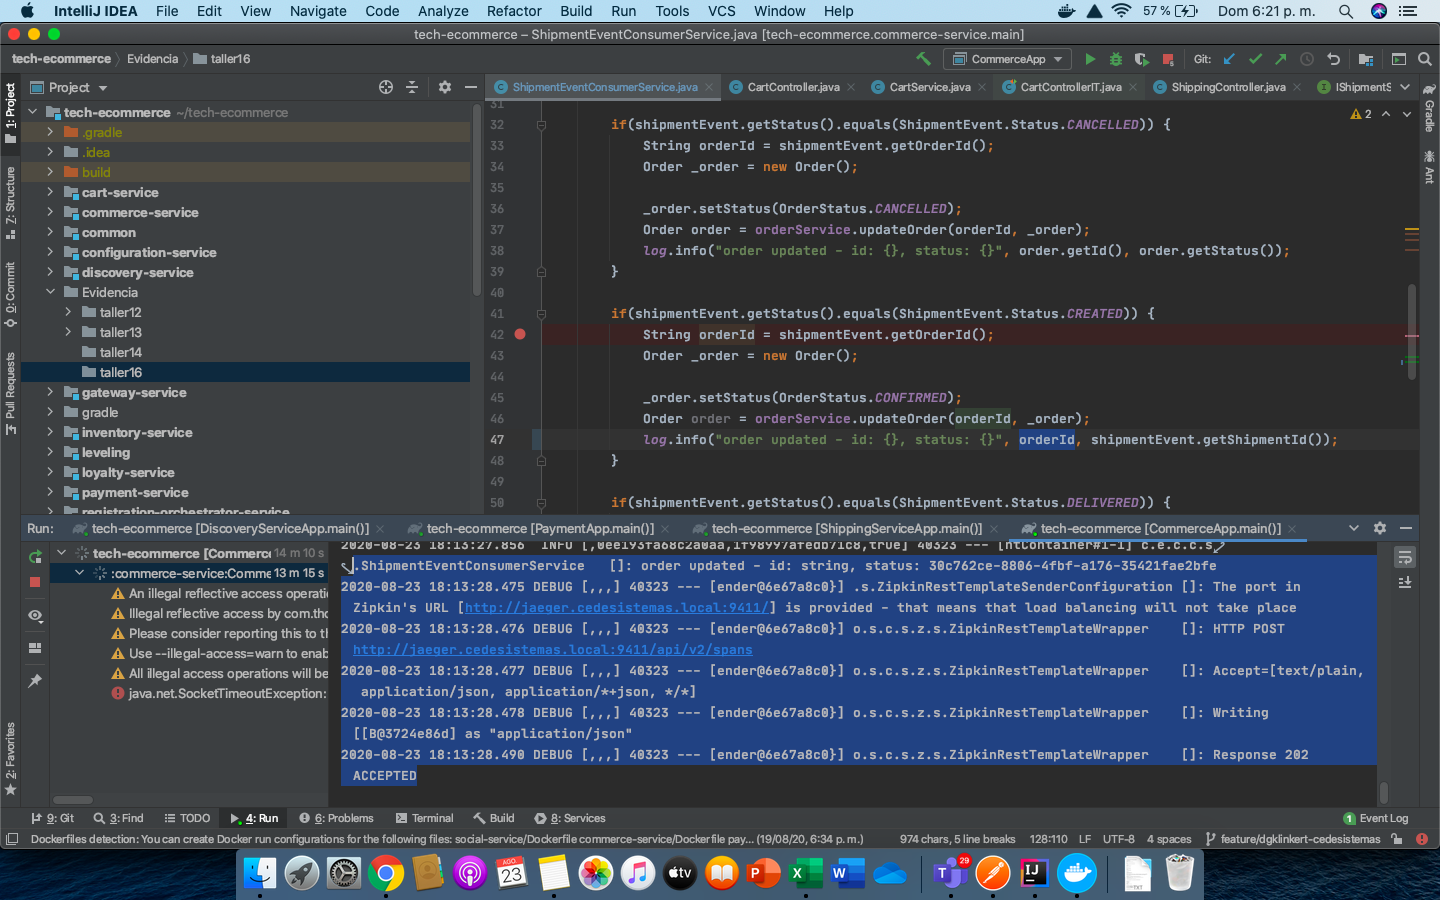 IntelliJ IDEA File Edit View Navigate Code Analyze Refactor Build Run Tools VCS Window Help 57 % Dom 6:21 p. m.
tech-ecommerce – ShipmentEventConsumerService.java [tech-ecommerce.commerce-service.main]
tech-ecommerce Evidencia taller16 CommerceApp Git:
Project
ShipmentEventConsumerService.java CartController.java CartService.java CartControllerIT.java ShippingController.java IShipmentS
1: Project
Z: Structure
0: Commit
Pull Requests
2: Favorites
Gradle
Ant
tech-ecommerce ~/tech-ecommerce
.gradle
.idea
build
cart-service
commerce-service
common
configuration-service
discovery-service
Evidencia
taller12
taller13
taller14
taller16
gateway-service
gradle
inventory-service
leveling
loyalty-service
payment-service
registration-orchestrator-service
2
31
32 if(shipmentEvent.getStatus().equals(ShipmentEvent.Status.CANCELLED)) {
33 String orderId = shipmentEvent.getOrderId();
34 Order _order = new Order();
35
36 _order.setStatus(OrderStatus.CANCELLED);
37 Order order = orderService.updateOrder(orderId, _order);
38 log.info("order updated - id: {}, status: {}", order.getId(), order.getStatus());
39 }
40
41 if(shipmentEvent.getStatus().equals(ShipmentEvent.Status.CREATED)) {
42 String orderId = shipmentEvent.getOrderId();
43 Order _order = new Order();
44
45 _order.setStatus(OrderStatus.CONFIRMED);
46 Order order = orderService.updateOrder(orderId, _order);
47 log.info("order updated - id: {}, status: {}", orderId, shipmentEvent.getShipmentId());
48 }
49
50 if(shipmentEvent.getStatus().equals(ShipmentEvent.Status.DELIVERED)) {
Run: tech-ecommerce [DiscoveryServiceApp.main()] tech-ecommerce [PaymentApp.main()] tech-ecommerce [ShippingServiceApp.main()] tech-ecommerce [CommerceApp.main()]
tech-ecommerce [Commerc 14 m 10 s
:commerce-service:Comme 13 m 15 s
An illegal reflective access operati
Illegal reflective access by com.tho
Please consider reporting this to th
Use --illegal-access=warn to enab
All illegal access operations will be
java.net.SocketTimeoutException:
2020-08-23 18:13:27.856 INFO [,0ee193fa68c2a0aa,1f98997afedb71c8,true] 40323 --- [ntContainer#1-1] c.e.c.c.s
.ShipmentEventConsumerService []: order updated - id: string, status: 30c762ce-8806-4fbf-a176-35421fae2bfe
2020-08-23 18:13:28.475 DEBUG [,,,] 40323 --- [ender@6e67a8c0}] .s.ZipkinRestTemplateSenderConfiguration []: The port in
Zipkin's URL [http://jaeger.cedesistemas.local:9411/] is provided - that means that load balancing will not take place
2020-08-23 18:13:28.476 DEBUG [,,,] 40323 --- [ender@6e67a8c0}] o.s.c.s.z.s.ZipkinRestTemplateWrapper []: HTTP POST
http://jaeger.cedesistemas.local:9411/api/v2/spans
2020-08-23 18:13:28.477 DEBUG [,,,] 40323 --- [ender@6e67a8c0}] o.s.c.s.z.s.ZipkinRestTemplateWrapper []: Accept=[text/plain,
application/json, application/*+json, */*]
2020-08-23 18:13:28.478 DEBUG [,,,] 40323 --- [ender@6e67a8c0}] o.s.c.s.z.s.ZipkinRestTemplateWrapper []: Writing
[[B@3724e86d] as "application/json"
2020-08-23 18:13:28.490 DEBUG [,,,] 40323 --- [ender@6e67a8c0}] o.s.c.s.z.s.ZipkinRestTemplateWrapper []: Response 202
ACCEPTED
9: Git 3: Find TODO 4: Run 6: Problems Terminal Build 8: Services 1 Event Log
Dockerfiles detection: You can create Docker run configurations for the following files: social-service/Dockerfile commerce-service/Dockerfile pay... (19/08/20, 6:34 p. m.) 974 chars, 5 line breaks 128:110 LF UTF-8 4 spaces feature/dgklinkert-cedesistemas
AGO 23 tv P X W T 29 IJ TXT